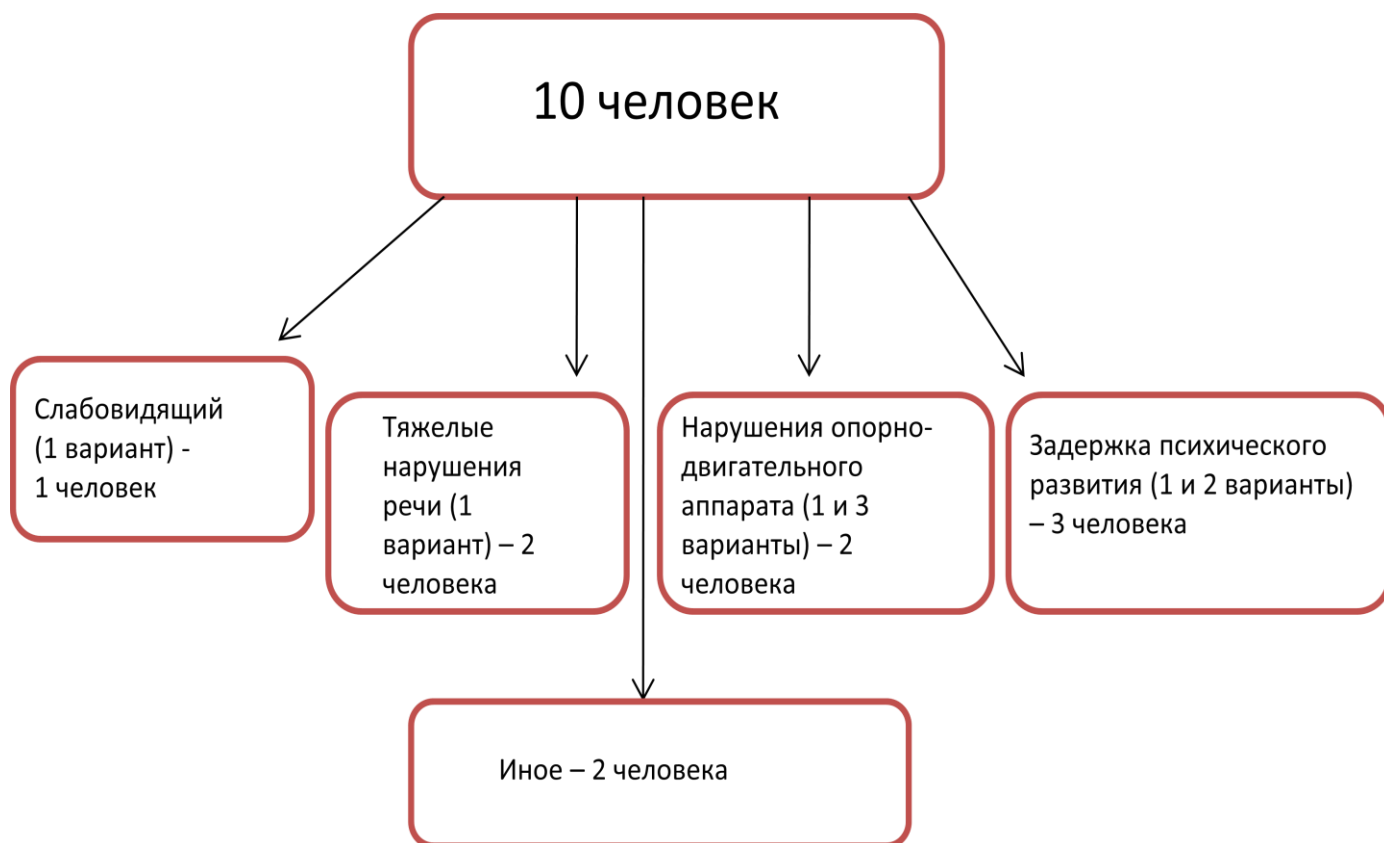 10 человек
Слабовидящий
(1 вариант) -
1 человек
Тяжелые
нарушения
речи (1
вариант) – 2
человека
Нарушения опорно-
двигательного
аппарата (1 и 3
варианты) – 2
человека
Задержка психического
развития (1 и 2 варианты)
– 3 человека
Иное – 2 человека